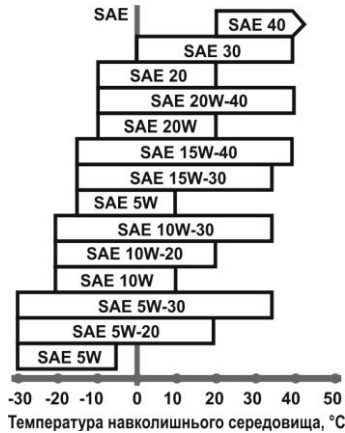 SAE
SAE 40
SAE 30
SAE 20
SAE 20W-40
SAE 20W
SAE 15W-40
SAE 15W-30
SAE 5W
SAE 10W-30
SAE 10W-20
SAE 10W
SAE 5W-30
SAE 5W-20
SAE 5W
-30 -20 -10 0 10 20 30 40 50
Температура навколишнього середовища, °С